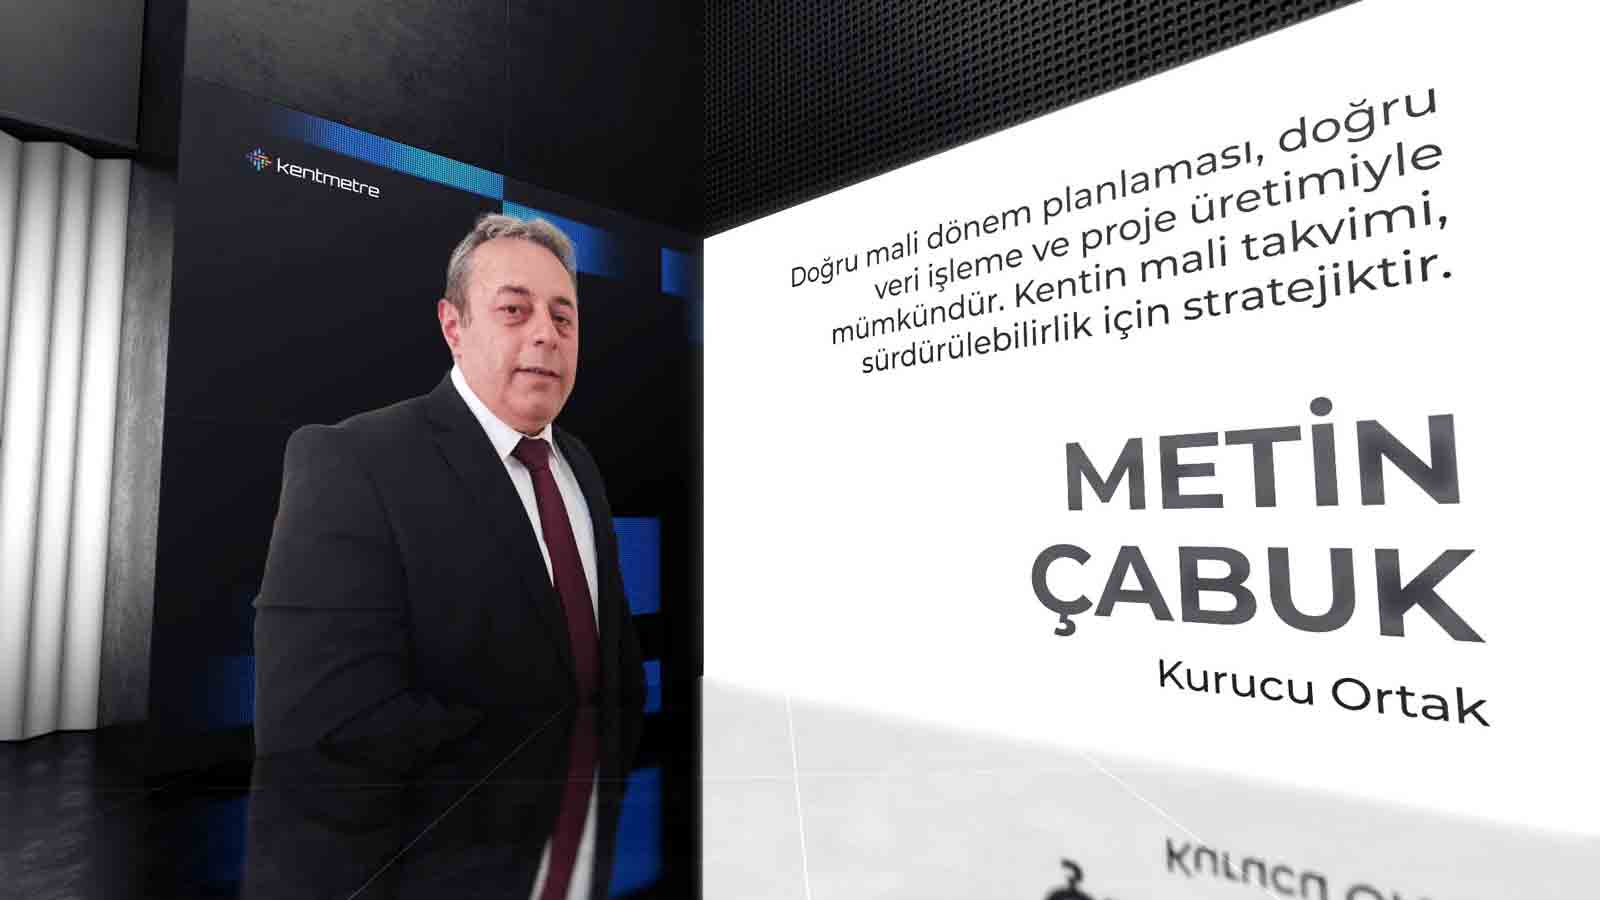 kentmetre
Doğru mali dönem planlaması, doğru
veri işleme ve proje üretimiyle
mümkündür. Kentin mali takvimi,
sürdürülebilirlik için stratejiktir.
METİN
ÇABUK
Kurucu Ortak